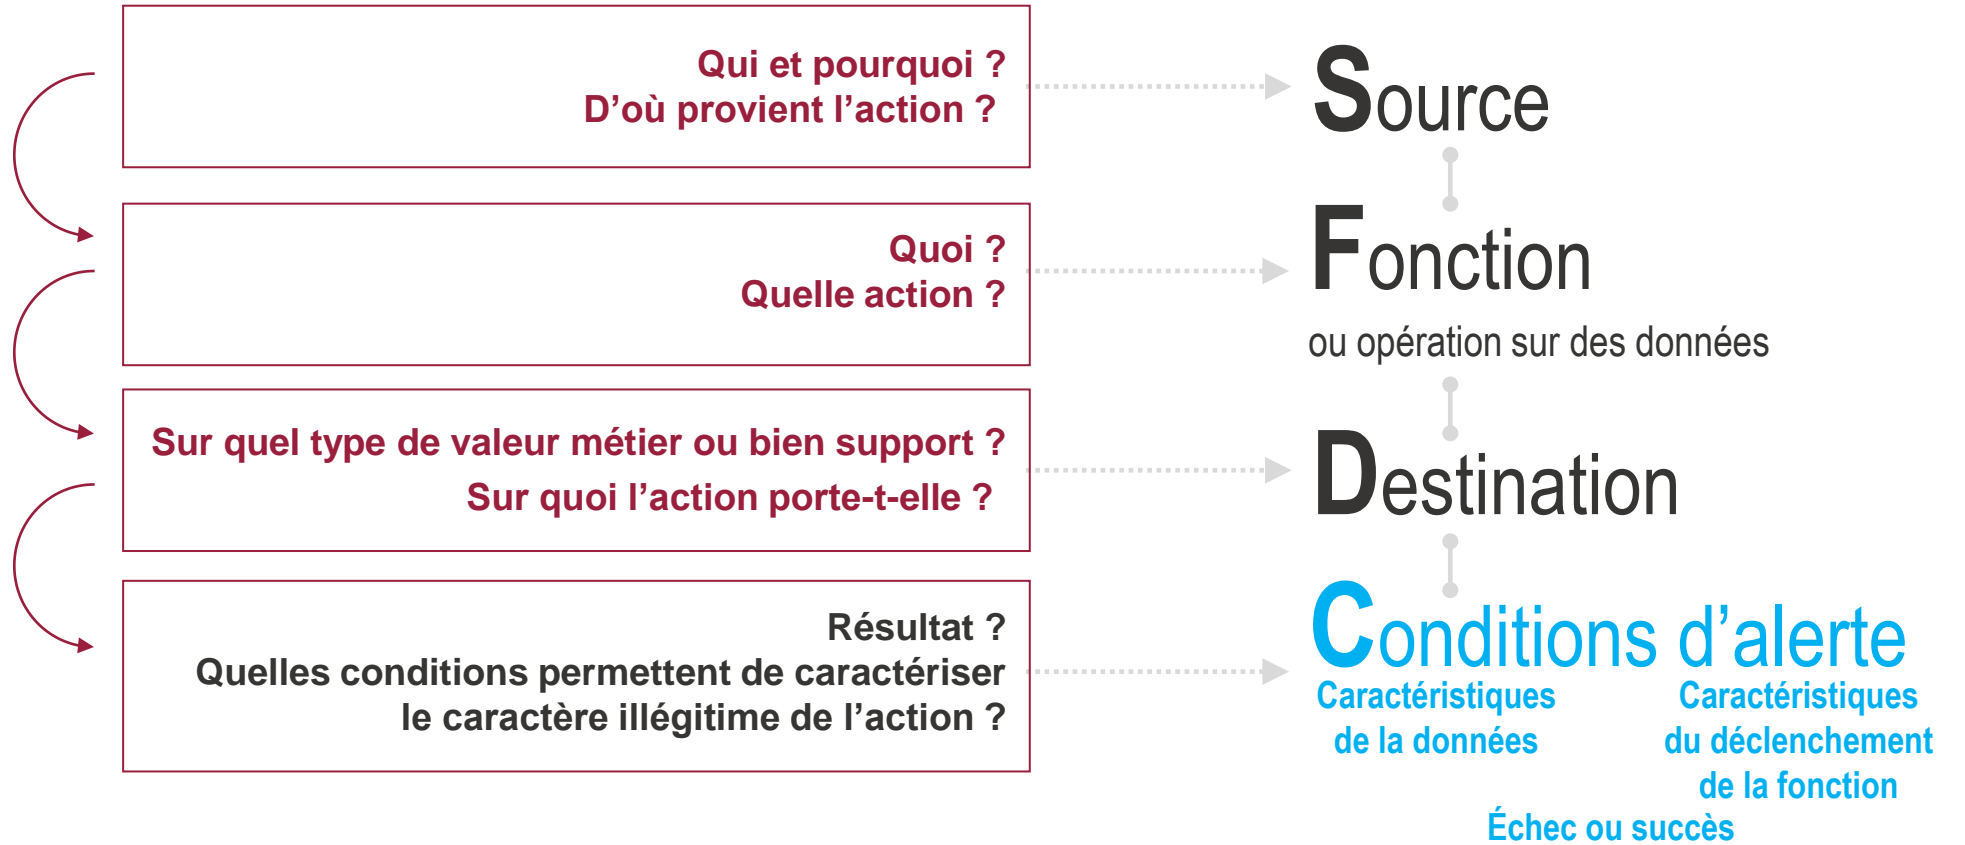 Qui et pourquoi ?
D’où provient l’action ?
Source
Quoi ?
Quelle action ?
Fonction
ou opération sur des données
Sur quel type de valeur métier ou bien support ?
Sur quoi l’action porte-t-elle ?
Destination
Résultat ?
Quelles conditions permettent de caractériser
le caractère illégitime de l’action ?
Conditions d’alerte
Caractéristiques
de la données
Caractéristiques
du déclenchement
de la fonction
Échec ou succès